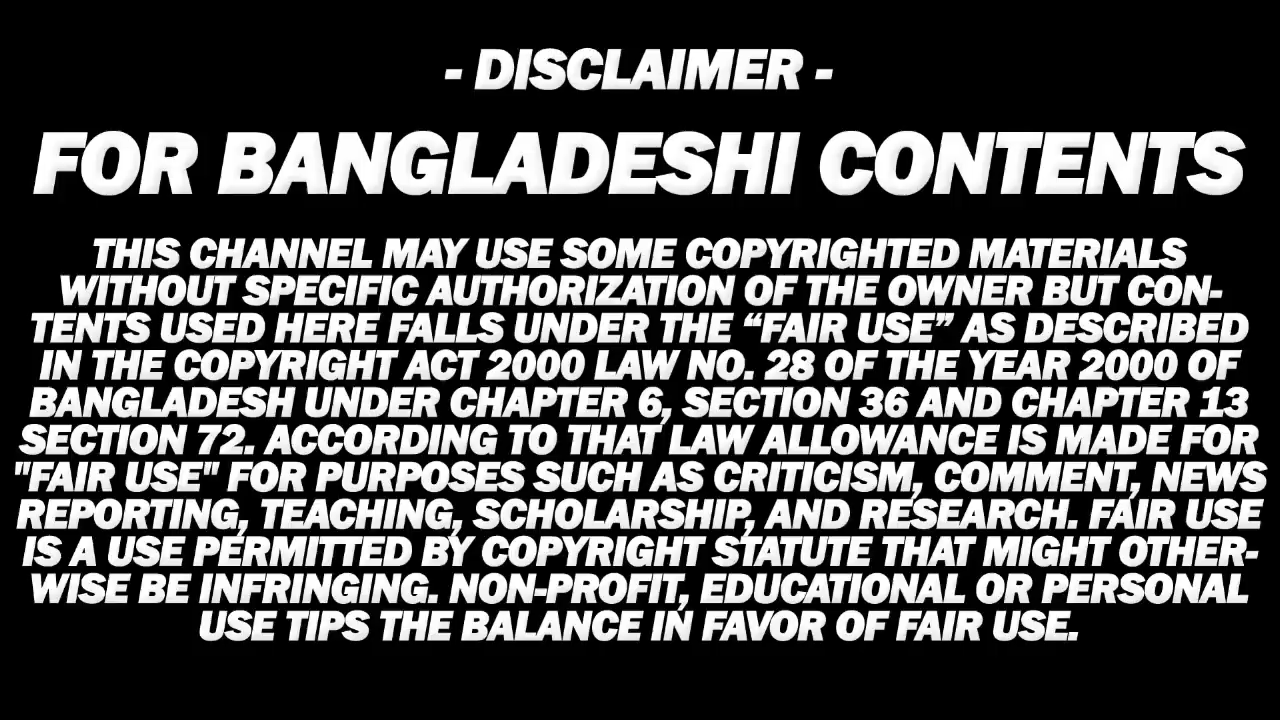 - DISCLAIMER -
FOR BANGLADESHI CONTENTS
THIS CHANNEL MAY USE SOME COPYRIGHTED MATERIALS
WITHOUT SPECIFIC AUTHORIZATION OF THE OWNER BUT CON-
TENTS USED HERE FALLS UNDER THE “FAIR USE” AS DESCRIBED
IN THE COPYRIGHT ACT 2000 LAW NO. 28 OF THE YEAR 2000 OF
BANGLADESH UNDER CHAPTER 6, SECTION 36 AND CHAPTER 13
SECTION 72. ACCORDING TO THAT LAW ALLOWANCE IS MADE FOR
"FAIR USE" FOR PURPOSES SUCH AS CRITICISM, COMMENT, NEWS
REPORTING, TEACHING, SCHOLARSHIP, AND RESEARCH. FAIR USE
IS A USE PERMITTED BY COPYRIGHT STATUTE THAT MIGHT OTHER-
WISE BE INFRINGING. NON-PROFIT, EDUCATIONAL OR PERSONAL
USE TIPS THE BALANCE IN FAVOR OF FAIR USE.